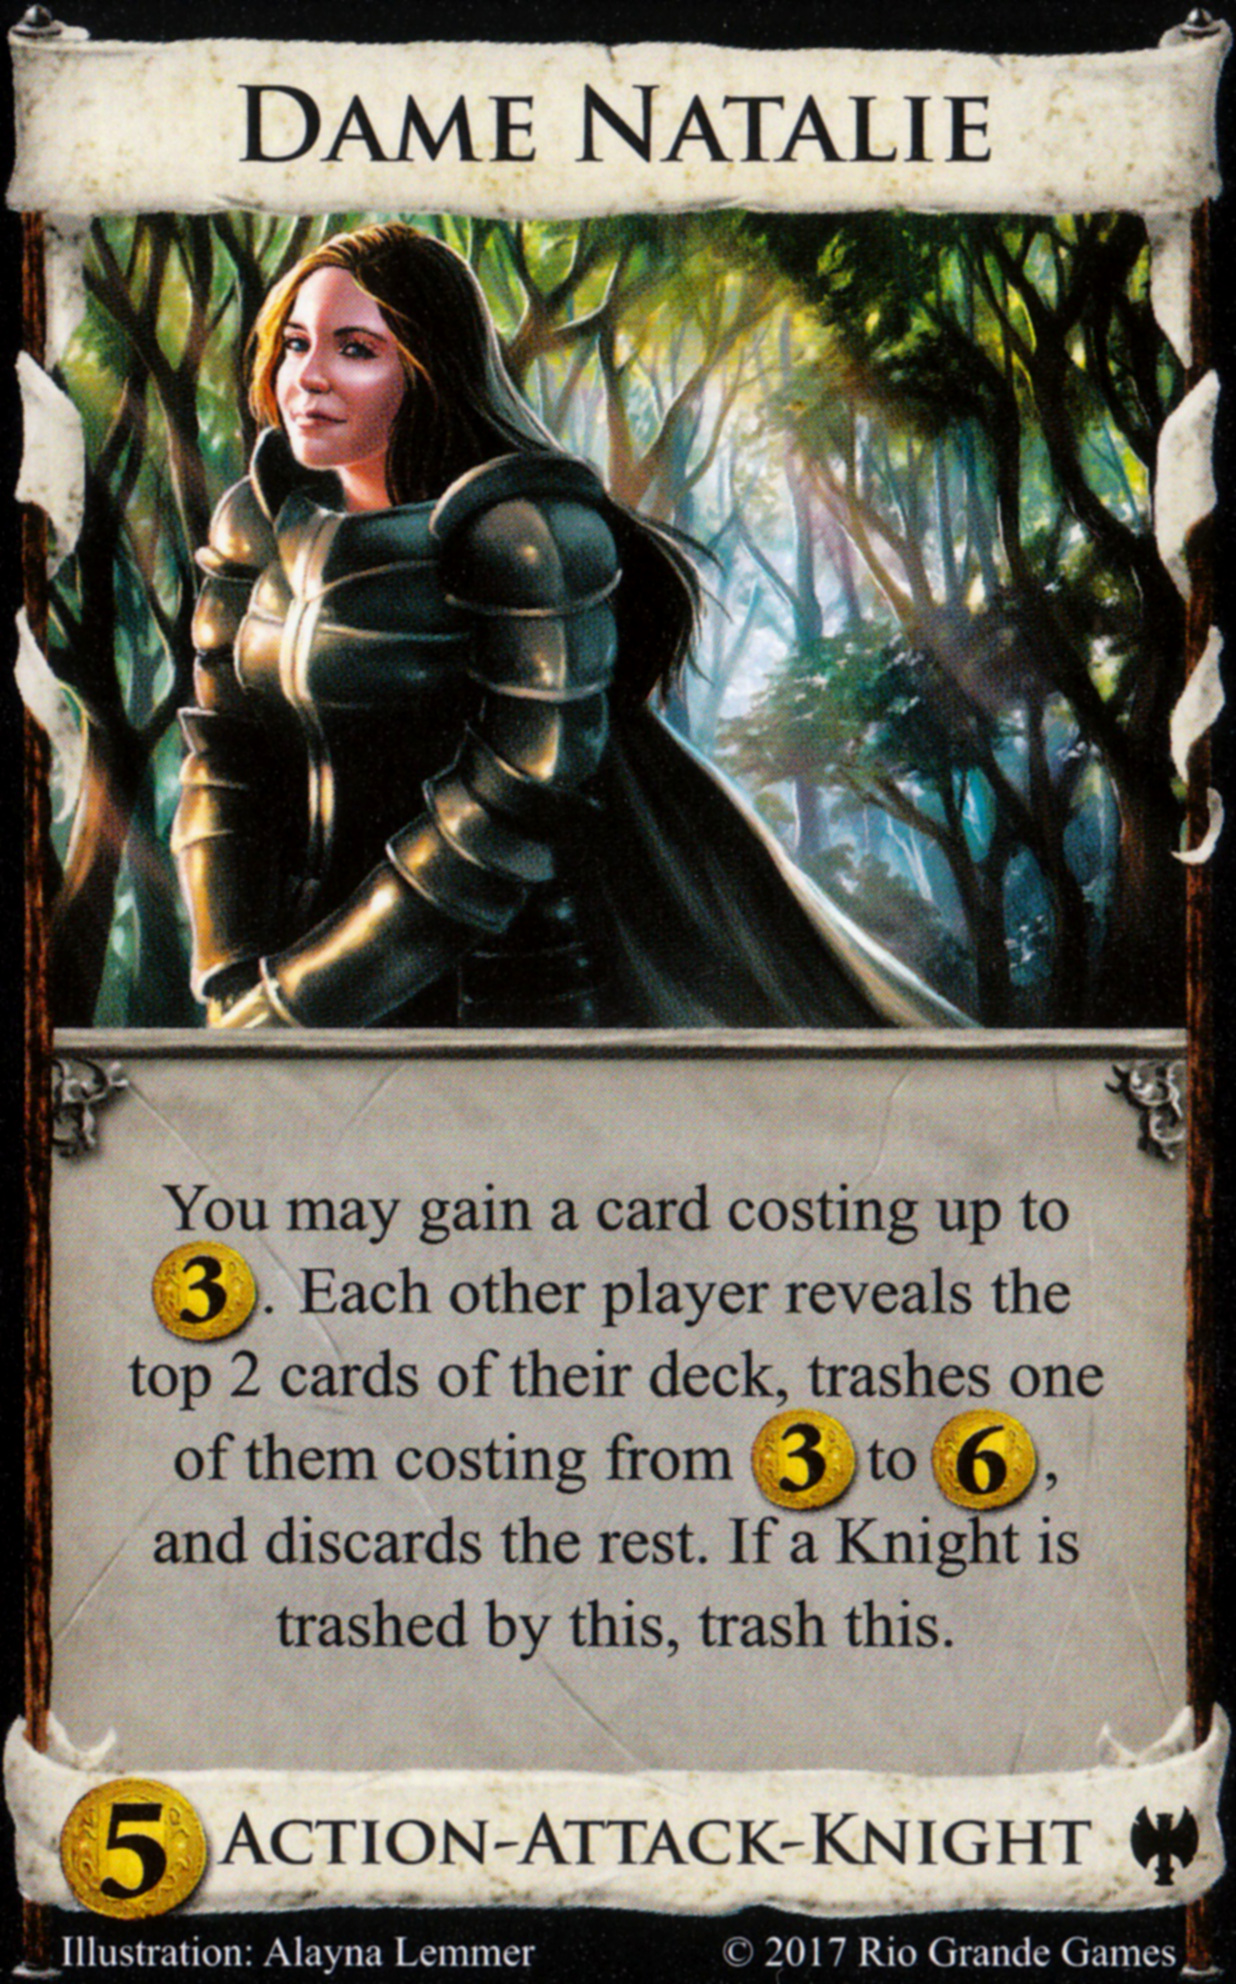 Dame Natalie
You may gain a card costing up to
3. Each other player reveals the
top 2 cards of their deck, trashes one
of them costing from 3 to 6,
and discards the rest. If a Knight is
trashed by this, trash this.
5 Action-Attack-Knight
Illustration: Alayna Lemmer © 2017 Rio Grande Games